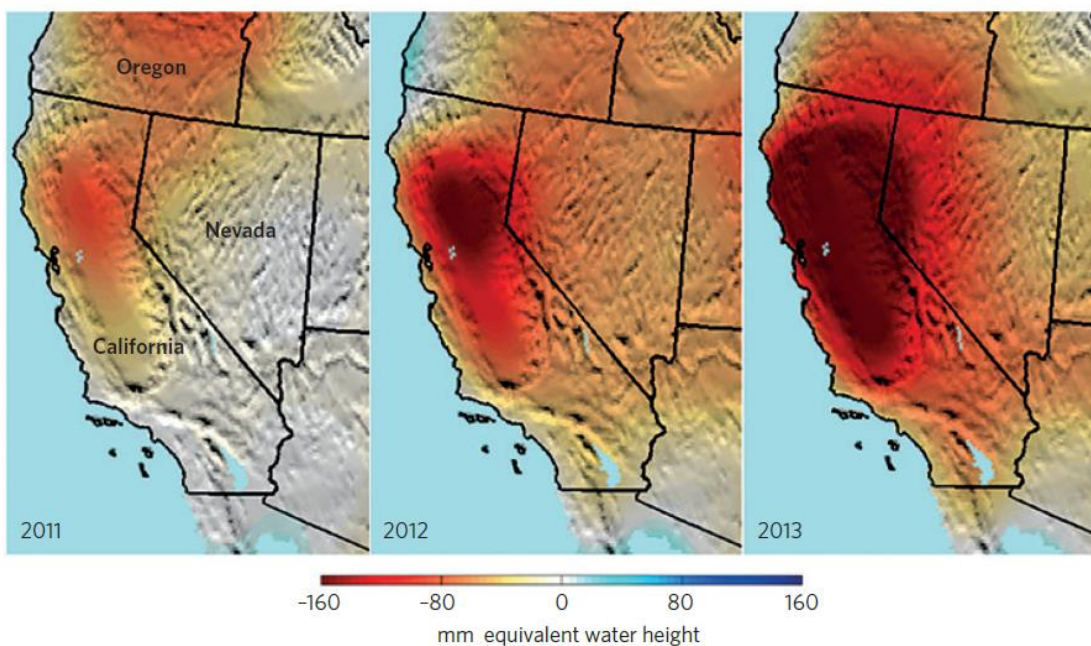 Oregon
Nevada
California
2011
2012
2013
–160
–80
0
80
160
mm equivalent water height